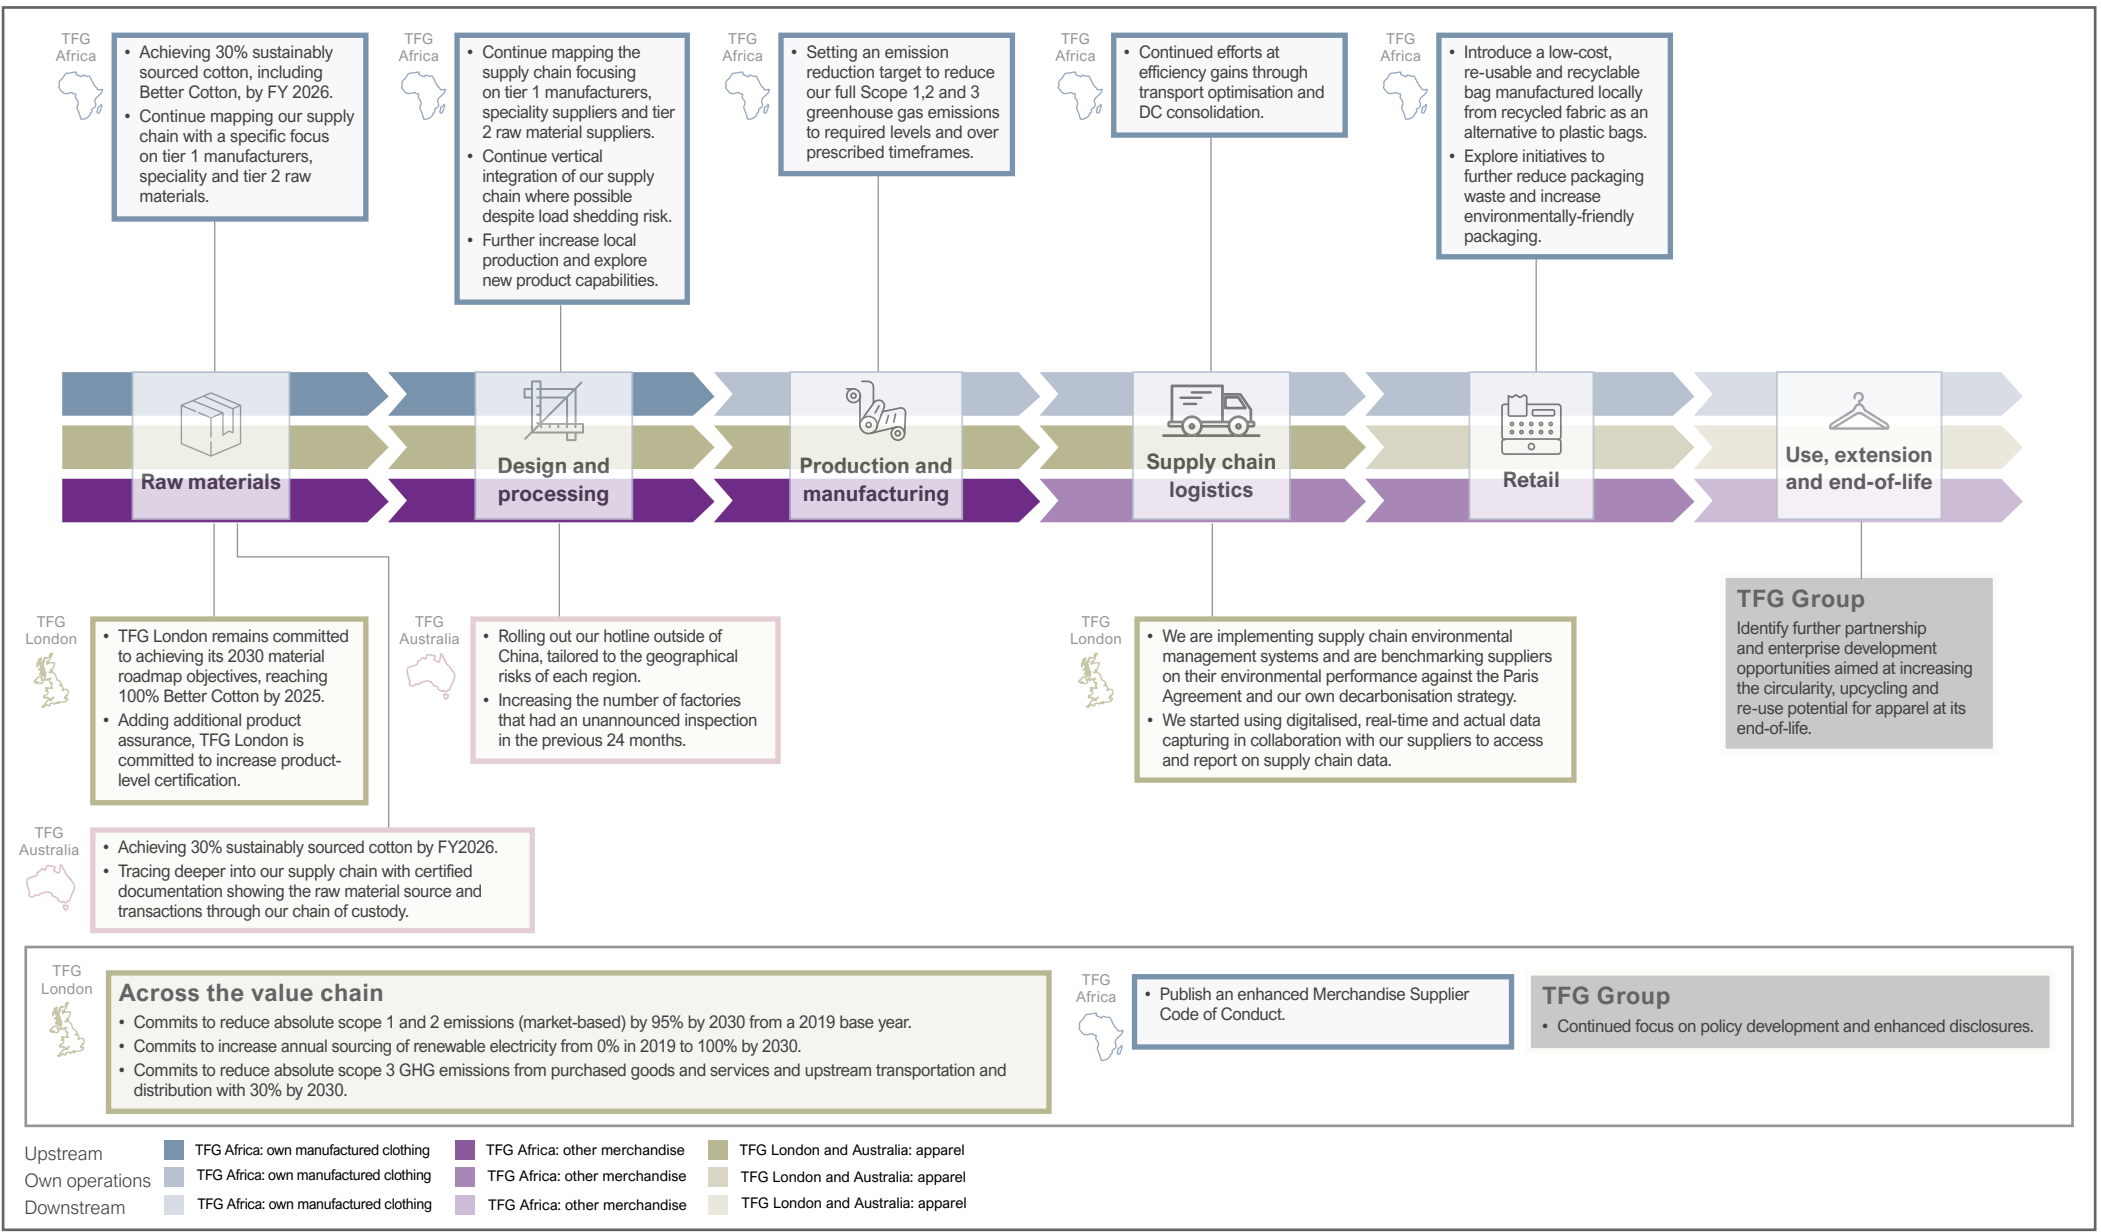 TFG
Africa
• Achieving 30% sustainably
sourced cotton, including
Better Cotton, by FY 2026.
• Continue mapping our supply
chain with a specific focus
on tier 1 manufacturers,
speciality and tier 2 raw
materials.
TFG
Africa
• Continue mapping the
supply chain focusing
on tier 1 manufacturers,
speciality suppliers and tier
2 raw material suppliers.
• Continue vertical
integration of our supply
chain where possible
despite load shedding risk.
• Further increase local
production and explore
new product capabilities.
TFG
Africa
• Setting an emission
reduction target to reduce
our full Scope 1,2 and 3
greenhouse gas emissions
to required levels and over
prescribed timeframes.
TFG
Africa
• Continued efforts at
efficiency gains through
transport optimisation and
DC consolidation.
TFG
Africa
• Introduce a low-cost,
re-usable and recyclable
bag manufactured locally
from recycled fabric as an
alternative to plastic bags.
• Explore initiatives to
further reduce packaging
waste and increase
environmentally-friendly
packaging.
Raw materials
Design and
processing
Production and
manufacturing
Supply chain
logistics
Retail
Use, extension
and end-of-life
TFG
London
• TFG London remains committed
to achieving its 2030 material
roadmap objectives, reaching
100% Better Cotton by 2025.
• Adding additional product
assurance, TFG London is
committed to increase product-
level certification.
TFG
Australia
• Rolling out our hotline outside of
China, tailored to the geographical
risks of each region.
• Increasing the number of factories
that had an unannounced inspection
in the previous 24 months.
TFG
London
• We are implementing supply chain environmental
management systems and are benchmarking suppliers
on their environmental performance against the Paris
Agreement and our own decarbonisation strategy.
• We started using digitalised, real-time and actual data
capturing in collaboration with our suppliers to access
and report on supply chain data.
TFG Group
Identify further partnership
and enterprise development
opportunities aimed at increasing
the circularity, upcycling and
re-use potential for apparel at its
end-of-life.
TFG
Australia
• Achieving 30% sustainably sourced cotton by FY2026.
• Tracing deeper into our supply chain with certified
documentation showing the raw material source and
transactions through our chain of custody.
TFG
London
Across the value chain
• Commits to reduce absolute scope 1 and 2 emissions (market-based) by 95% by 2030 from a 2019 base year.
• Commits to increase annual sourcing of renewable electricity from 0% in 2019 to 100% by 2030.
• Commits to reduce absolute scope 3 GHG emissions from purchased goods and services and upstream transportation and
distribution with 30% by 2030.
TFG
Africa
• Publish an enhanced Merchandise Supplier
Code of Conduct.
TFG Group
• Continued focus on policy development and enhanced disclosures.
Upstream TFG Africa: own manufactured clothing TFG Africa: other merchandise TFG London and Australia: apparel
Own operations TFG Africa: own manufactured clothing TFG Africa: other merchandise TFG London and Australia: apparel
Downstream TFG Africa: own manufactured clothing TFG Africa: other merchandise TFG London and Australia: apparel